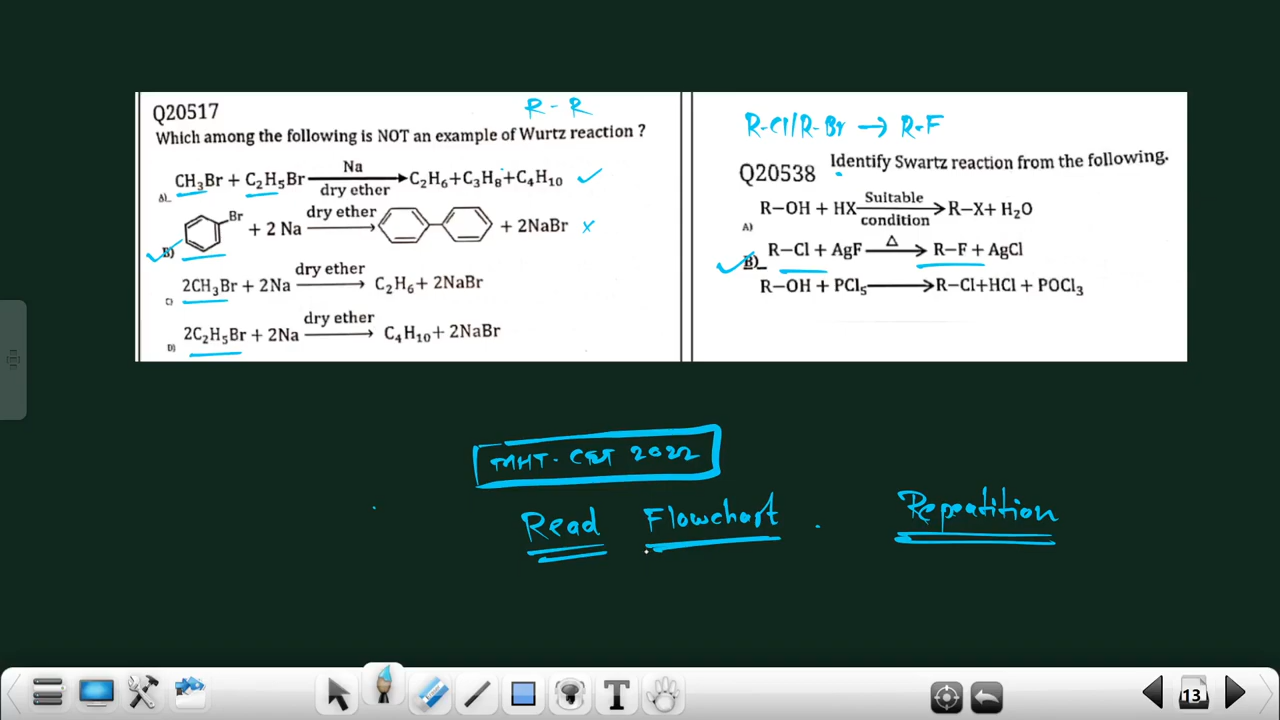 R - R
Q20517
Which among the following is NOT an example of Wurtz reaction ?
A) CH₃Br + C₂H₅Br Na dry ether → C₂H₆+C₃H₈+C₄H₁₀ ✓
B) Br + 2 Na dry ether → + 2NaBr x
C) 2CH₃Br + 2Na dry ether → C₂H₆+ 2NaBr
D) 2C₂H₅Br + 2Na dry ether → C₄H₁₀+ 2NaBr
R-Cl/R-Br → R-F
Q20538 Identify Swartz reaction from the following.
A) R−OH + HX Suitable condition → R−X+ H₂O
B) R−Cl + AgF Δ → R−F + AgCl
R−OH + PCl₅ → R−Cl+HCl + POCl₃
MHT-CET 2022
Read Flowchart . Repeatition
T 13